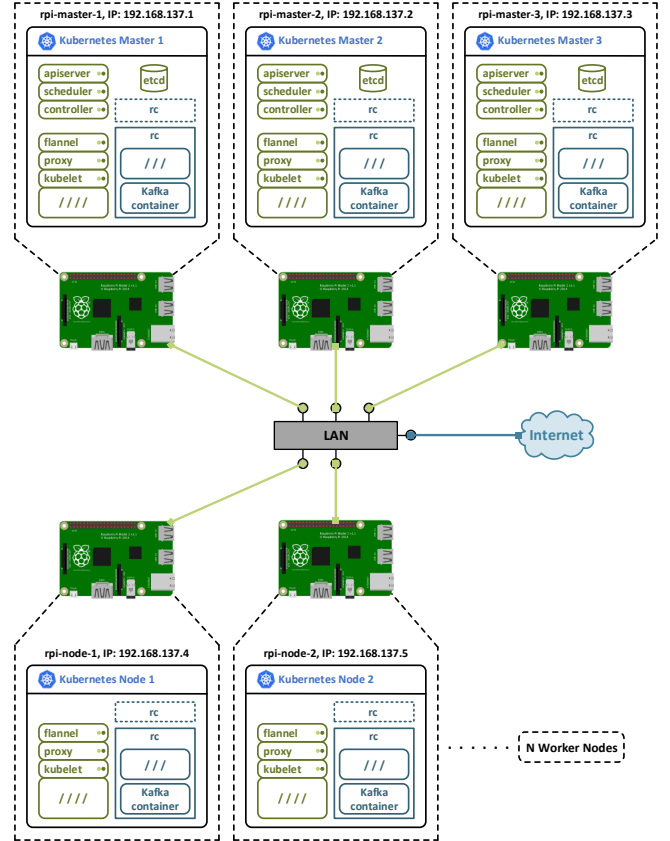 rpi-master-1, IP: 192.168.137.1
Kubernetes Master 1
apiserver
scheduler
controller
etcd
rc
flannel
proxy
kubelet
////
rc
///
Kafka
container
rpi-master-2, IP: 192.168.137.2
Kubernetes Master 2
apiserver
scheduler
controller
etcd
rc
flannel
proxy
kubelet
////
rc
///
Kafka
container
rpi-master-3, IP: 192.168.137.3
Kubernetes Master 3
apiserver
scheduler
controller
etcd
rc
flannel
proxy
kubelet
////
rc
///
Kafka
container
LAN
Internet
rpi-node-1, IP: 192.168.137.4
Kubernetes Node 1
rc
flannel
proxy
kubelet
////
rc
///
Kafka
container
rpi-node-2, IP: 192.168.137.5
Kubernetes Node 2
rc
flannel
proxy
kubelet
////
rc
///
Kafka
container
N Worker Nodes